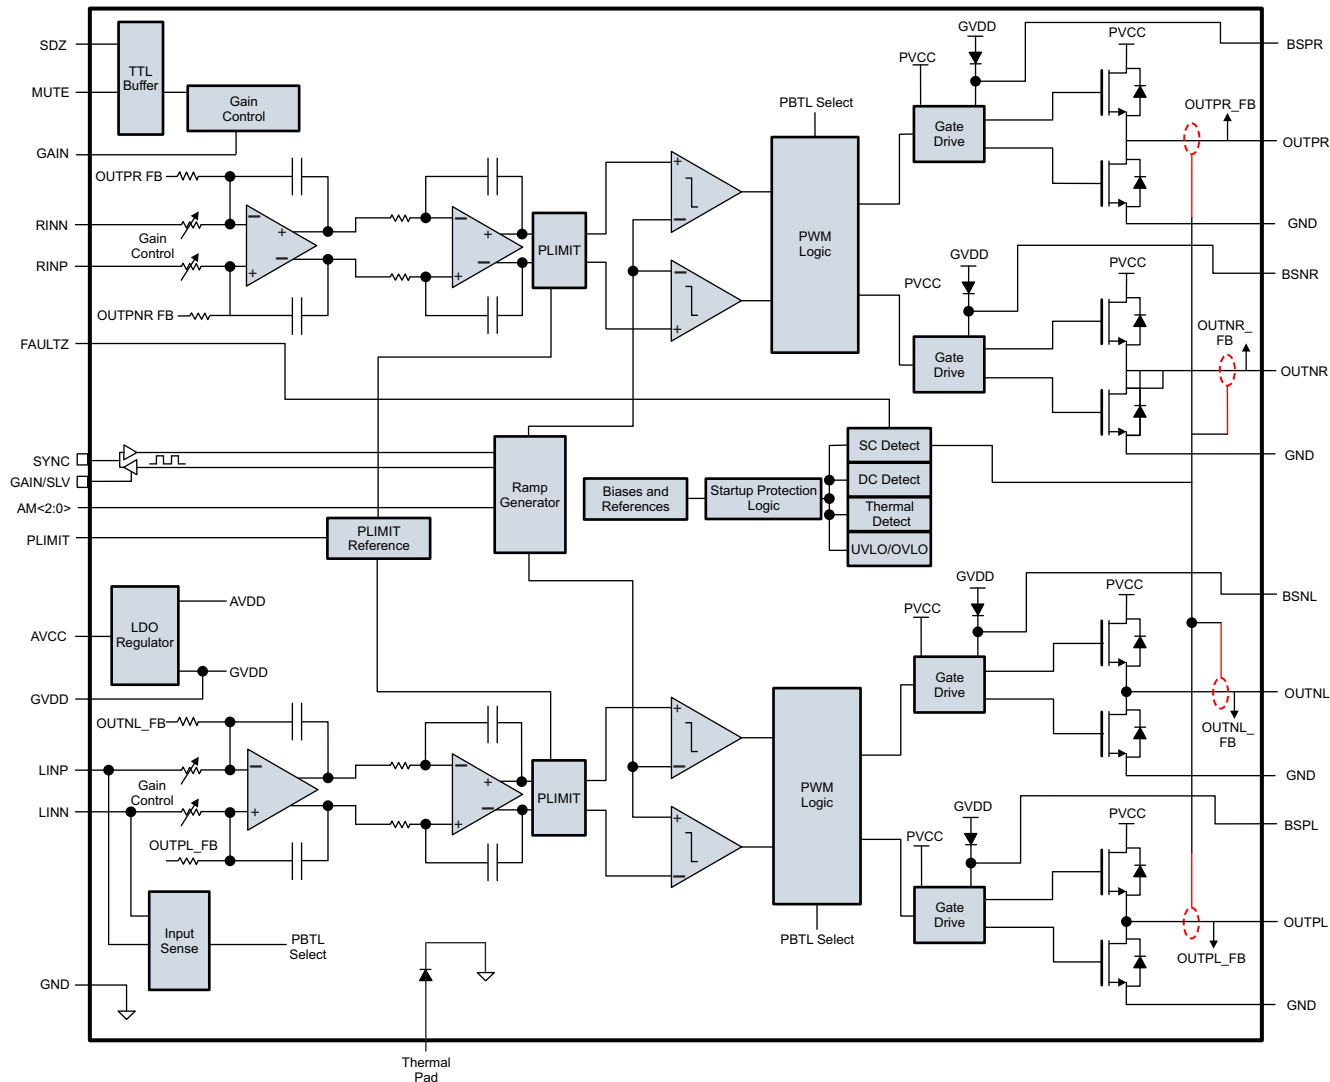 SDZ
MUTE
GAIN
TTL
Buffer
Gain
Control
OUTPR FB
RINN
Gain
Control
RINP
OUTPNR FB
FAULTZ
PLIMIT
PBTL Select
PWM
Logic
GVDD
PVCC
Gate
Drive
PVCC
BSPR
OUTPR_FB
OUTPR
GND
GVDD
PVCC
Gate
Drive
PVCC
BSNR
OUTNR_
FB
OUTNR
GND
SYNC
GAIN/SLV
AM<2:0>
PLIMIT
PLIMIT
Reference
Ramp
Generator
Biases and
References
Startup Protection
Logic
SC Detect
DC Detect
Thermal
Detect
UVLO/OVLO
AVCC
LDO
Regulator
AVDD
GVDD
GVDD
OUTNL_FB
LINP
Gain
Control
LINN
OUTPL_FB
PLIMIT
PWM
Logic
PBTL Select
GVDD
PVCC
Gate
Drive
PVCC
BSNL
OUTNL
OUTNL_
FB
GND
GVDD
PVCC
Gate
Drive
PVCC
BSPL
OUTPL
OUTPL_FB
GND
Input
Sense
PBTL
Select
GND
Thermal
Pad